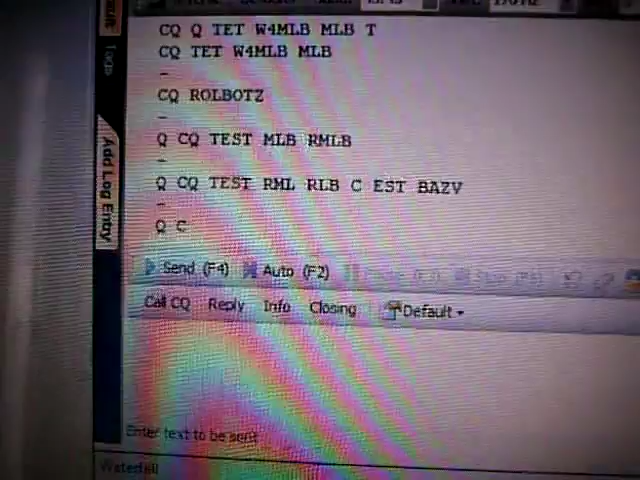 CQ Q TET W4MLB MLB T
CQ TET W4MLB MLB
–
CQ ROLBOTZ
–
Q CQ TEST MLB RMLB
–
Q CQ TEST RML RLB C EST BAZV
–
Q C
Add Log Entry
Send (F4) Auto (F2)
Call CQ Reply Info Closing Default
Enter text to be sent
Waterfall